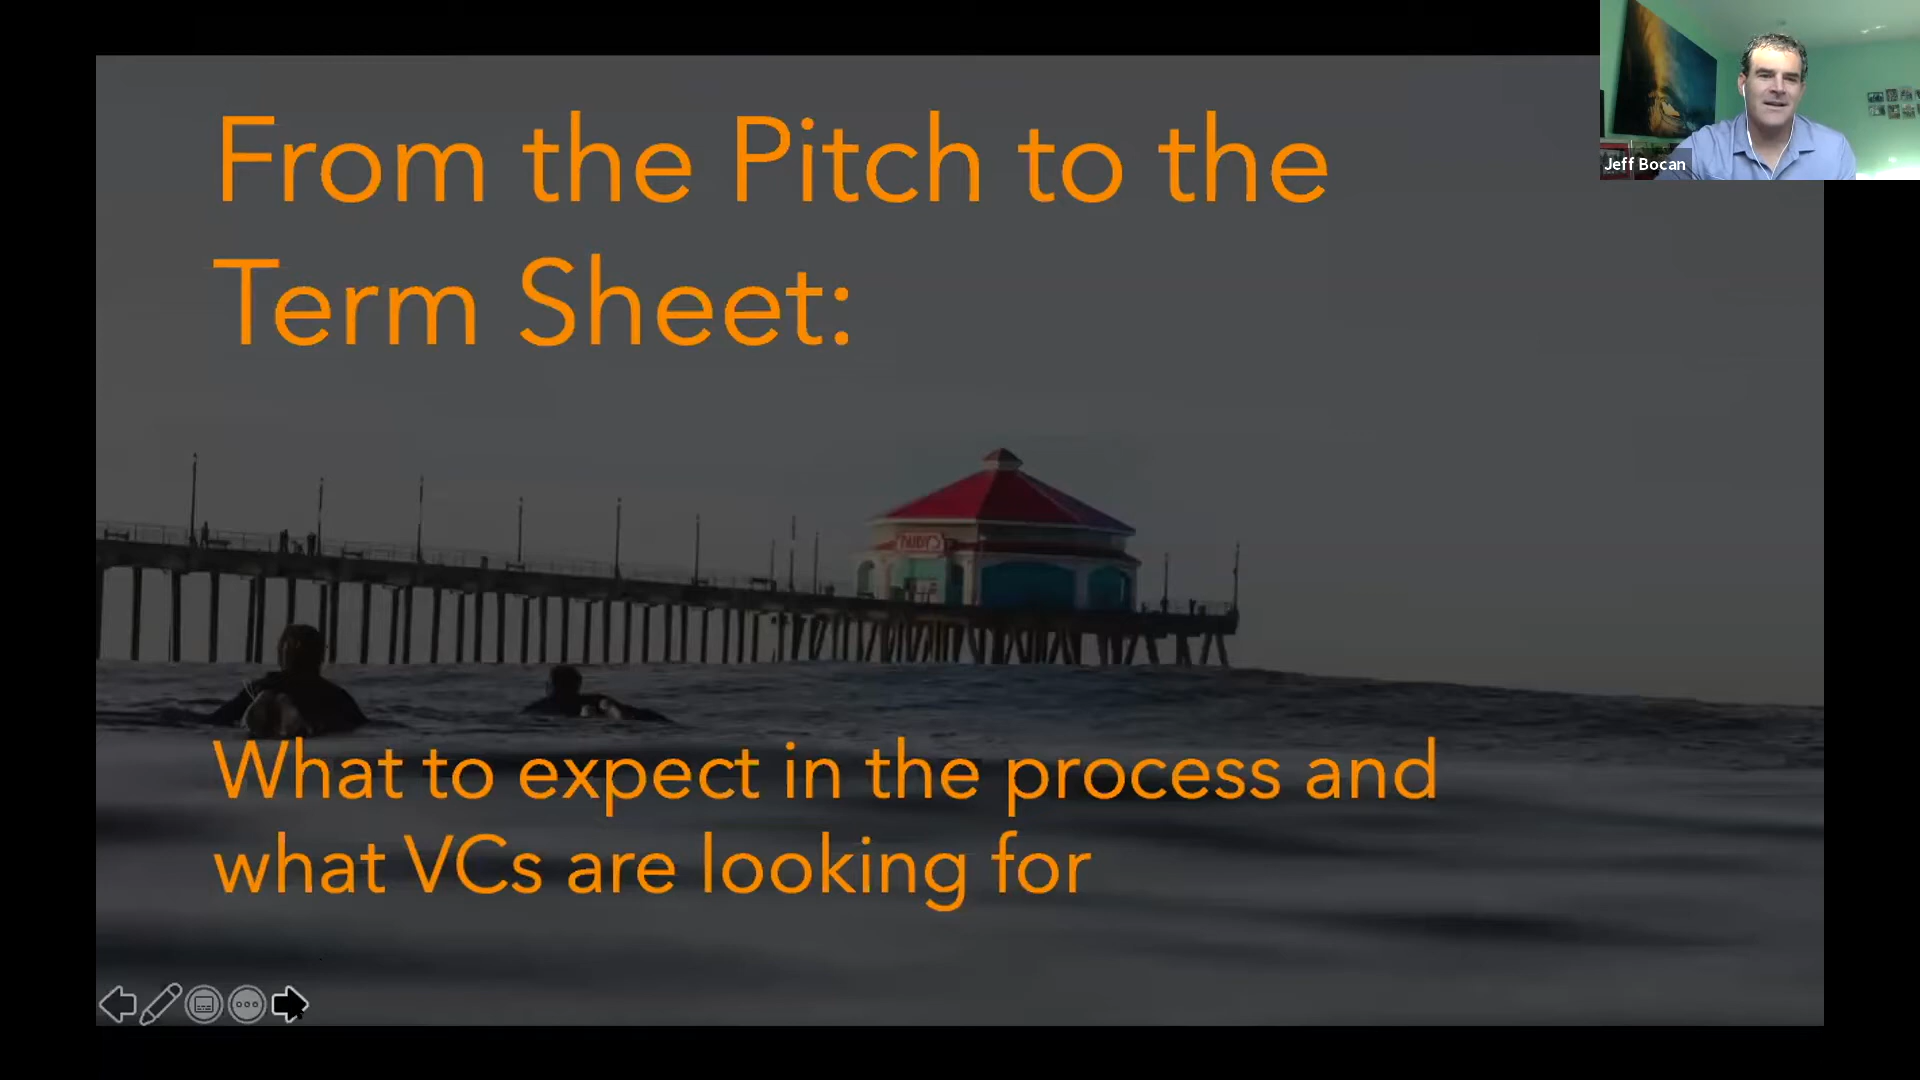 From the Pitch to the
Term Sheet:
Jeff Bocan
RUBY'S
What to expect in the process and
what VCs are looking for